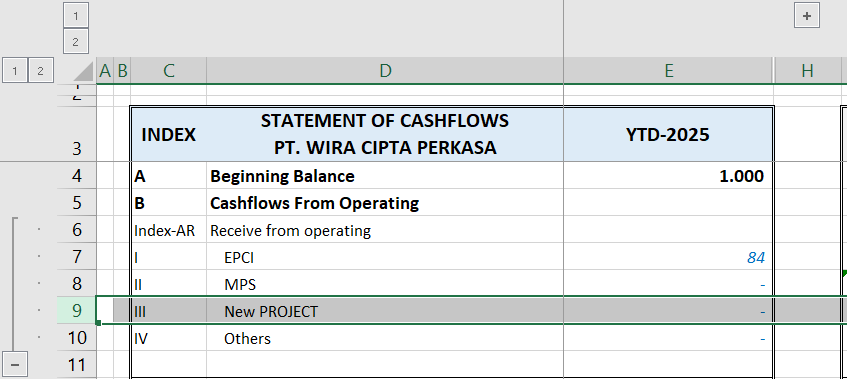 1
+
2
1 2 A B C D E H
1
2
3 INDEX STATEMENT OF CASHFLOWS YTD-2025
PT. WIRA CIPTA PERKASA
4 A Beginning Balance 1.000
5 B Cashflows From Operating
6 Index-AR Receive from operating
7 I EPCI 84
8 II MPS -
9 III New PROJECT -
10 IV Others -
11